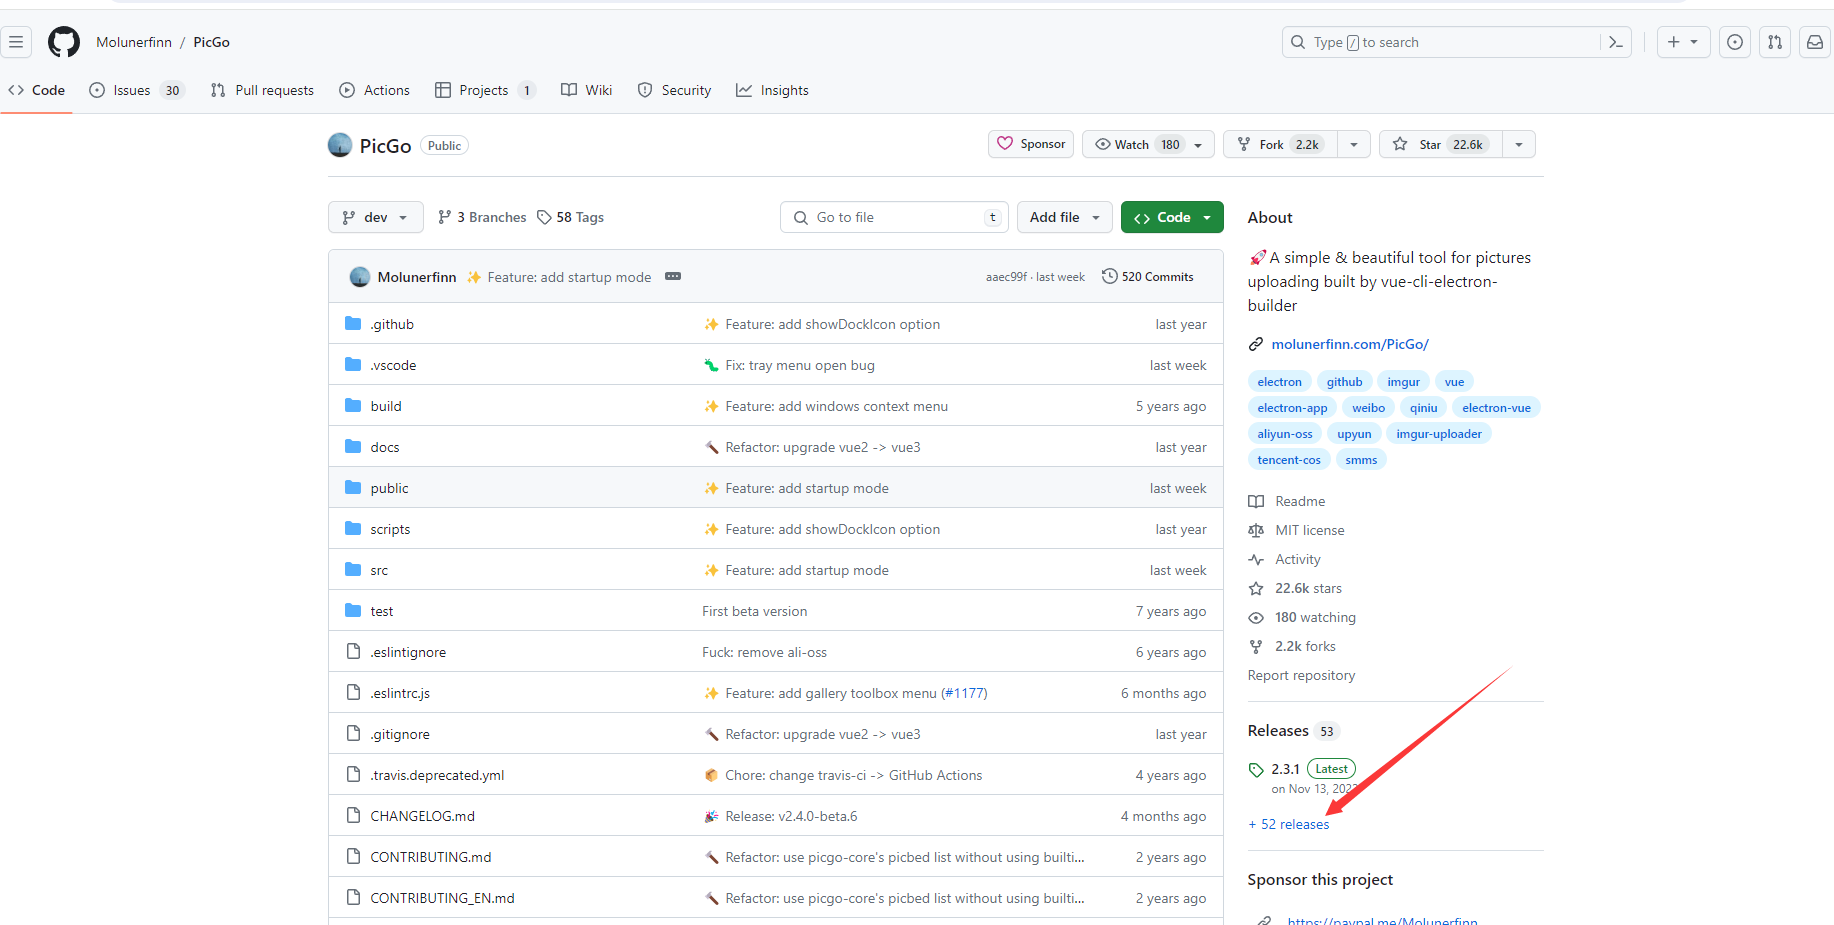 Molunerfinn / PicGo
Type / to search
Code Issues 30 Pull requests Actions Projects 1 Wiki Security Insights
PicGo Public
Sponsor Watch 180 Fork 2.2k Star 22.6k
dev 3 Branches 58 Tags Go to file t Add file Code
Molunerfinn Feature: add startup mode aaec99f · last week 520 Commits
.github Feature: add showDockIcon option last year
.vscode Fix: tray menu open bug last week
build Feature: add windows context menu 5 years ago
docs Refactor: upgrade vue2 -> vue3 last year
public Feature: add startup mode last week
scripts Feature: add showDockIcon option last year
src Feature: add startup mode last week
test First beta version 7 years ago
.eslintignore Fuck: remove ali-oss 6 years ago
.eslintrc.js Feature: add gallery toolbox menu (#1177) 6 months ago
.gitignore Refactor: upgrade vue2 -> vue3 last year
.travis.deprecated.yml Chore: change travis-ci -> GitHub Actions 4 years ago
CHANGELOG.md Release: v2.4.0-beta.6 4 months ago
CONTRIBUTING.md Refactor: use picgo-core's picbed list without using builti... 2 years ago
CONTRIBUTING_EN.md Refactor: use picgo-core's picbed list without using builti... 2 years ago
About
A simple & beautiful tool for pictures
uploading built by vue-cli-electron-
builder
molunerfinn.com/PicGo/
electron github imgur vue
electron-app weibo qiniu electron-vue
aliyun-oss upyun imgur-uploader
tencent-cos smms
Readme
MIT license
Activity
22.6k stars
180 watching
2.2k forks
Report repository
Releases 53
2.3.1 Latest
on Nov 13, 
+ 52 releases
Sponsor this project
https://paypal.me/Molunerfinn